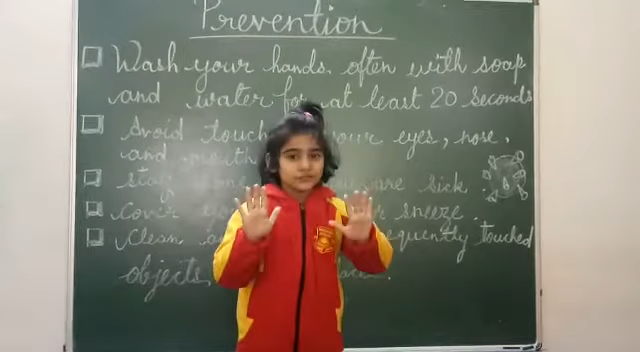 Prevention
Wash your hands often with soap
and water for at least 20 Seconds
Avoid touch your eyes, nose,
and mouth
stay are sick
cover sneeze
clean frequently touched
objects